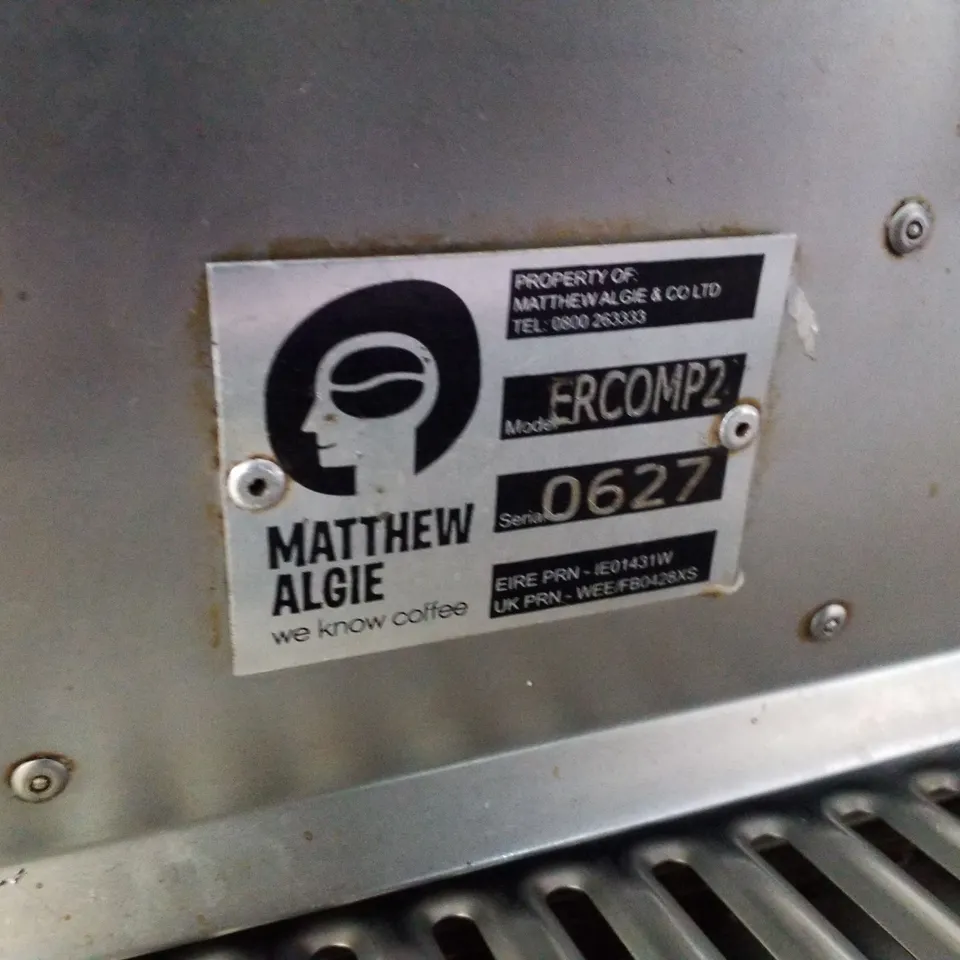 PROPERTY OF:
MATTHEW ALGIE & CO LTD
TEL: 0800 263333
Model ERCOMP2
Serial 0627
EIRE PRN - IE01431W
UK PRN - WEE/FB0428XS
MATTHEW
ALGIE
we know coffee